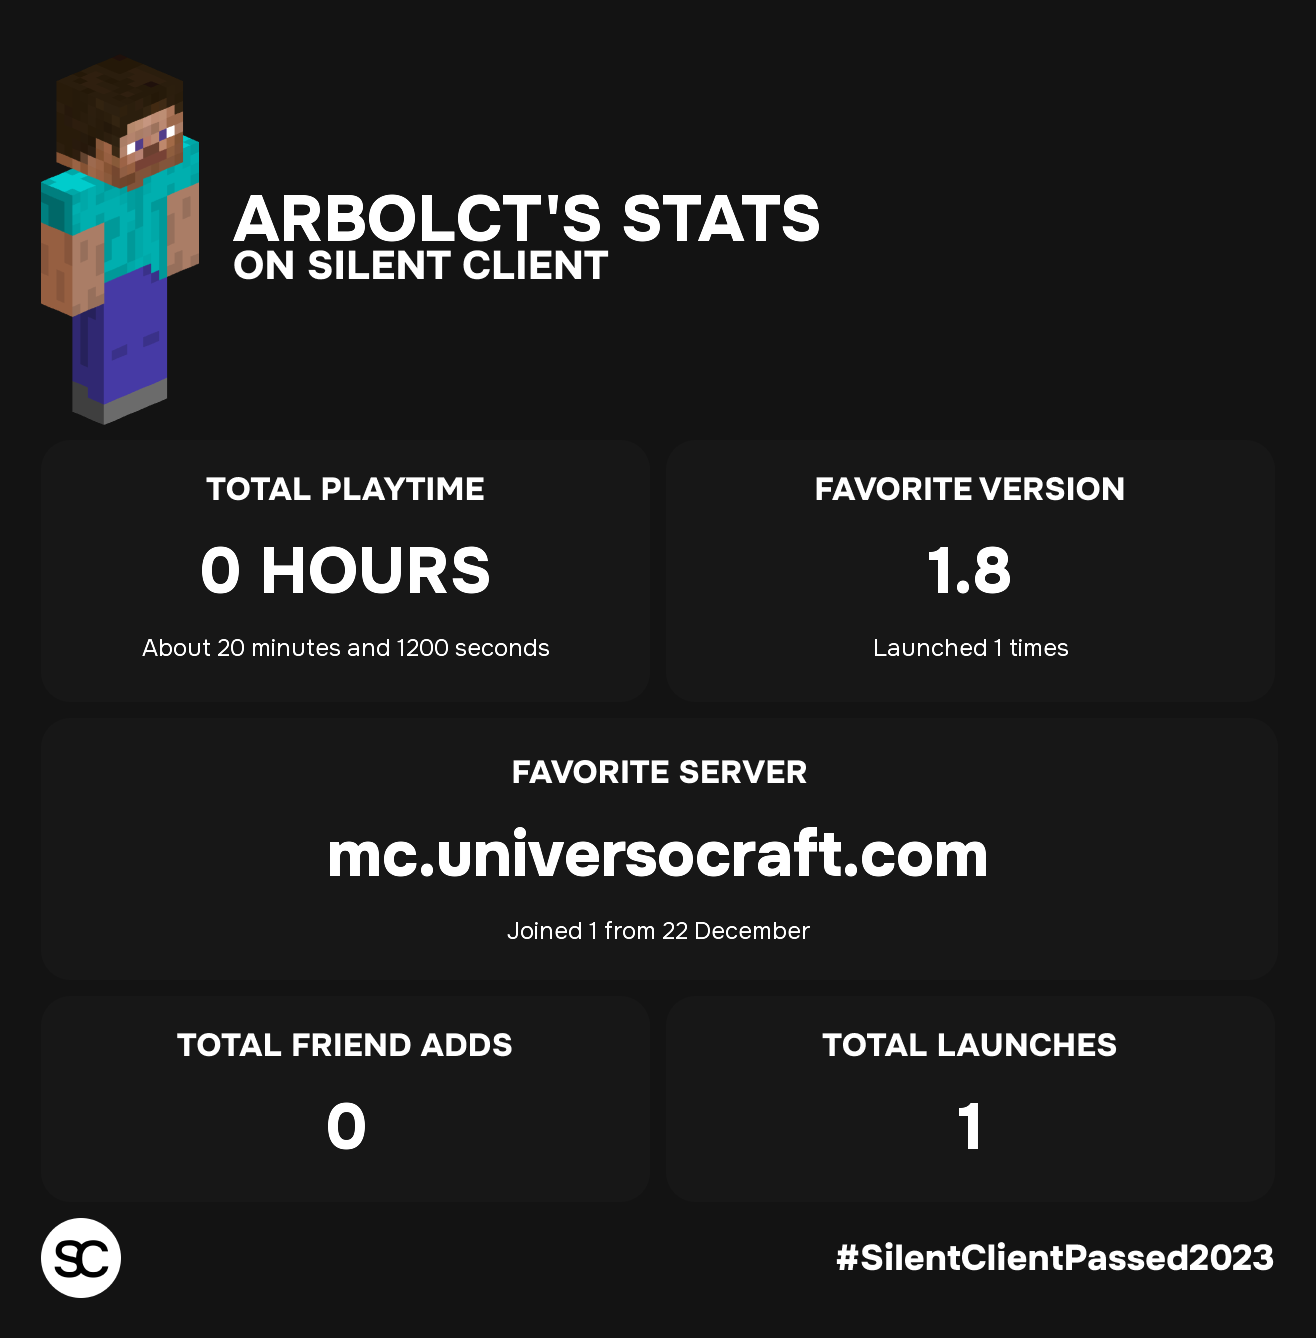 ARBOLCT'S STATS
ON SILENT CLIENT
TOTAL PLAYTIME
0 HOURS
About 20 minutes and 1200 seconds
FAVORITE VERSION
1.8
Launched 1 times
FAVORITE SERVER
mc.universocraft.com
Joined 1 from 22 December
TOTAL FRIEND ADDS
0
TOTAL LAUNCHES
1
SC
#SilentClientPassed2023